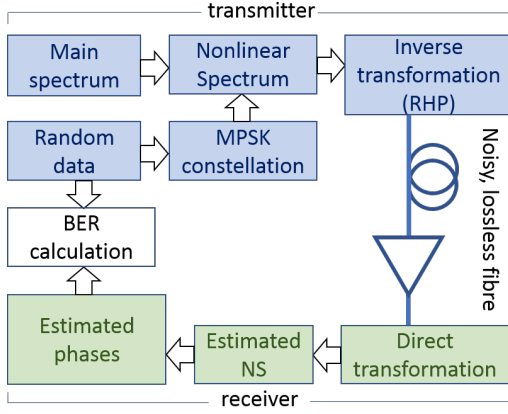 transmitter
Main
spectrum
Nonlinear
Spectrum
Inverse
transformation
(RHP)
Random
data
MPSK
constellation
Noisy, lossless fibre
BER
calculation
Estimated
phases
Estimated
NS
Direct
transformation
receiver